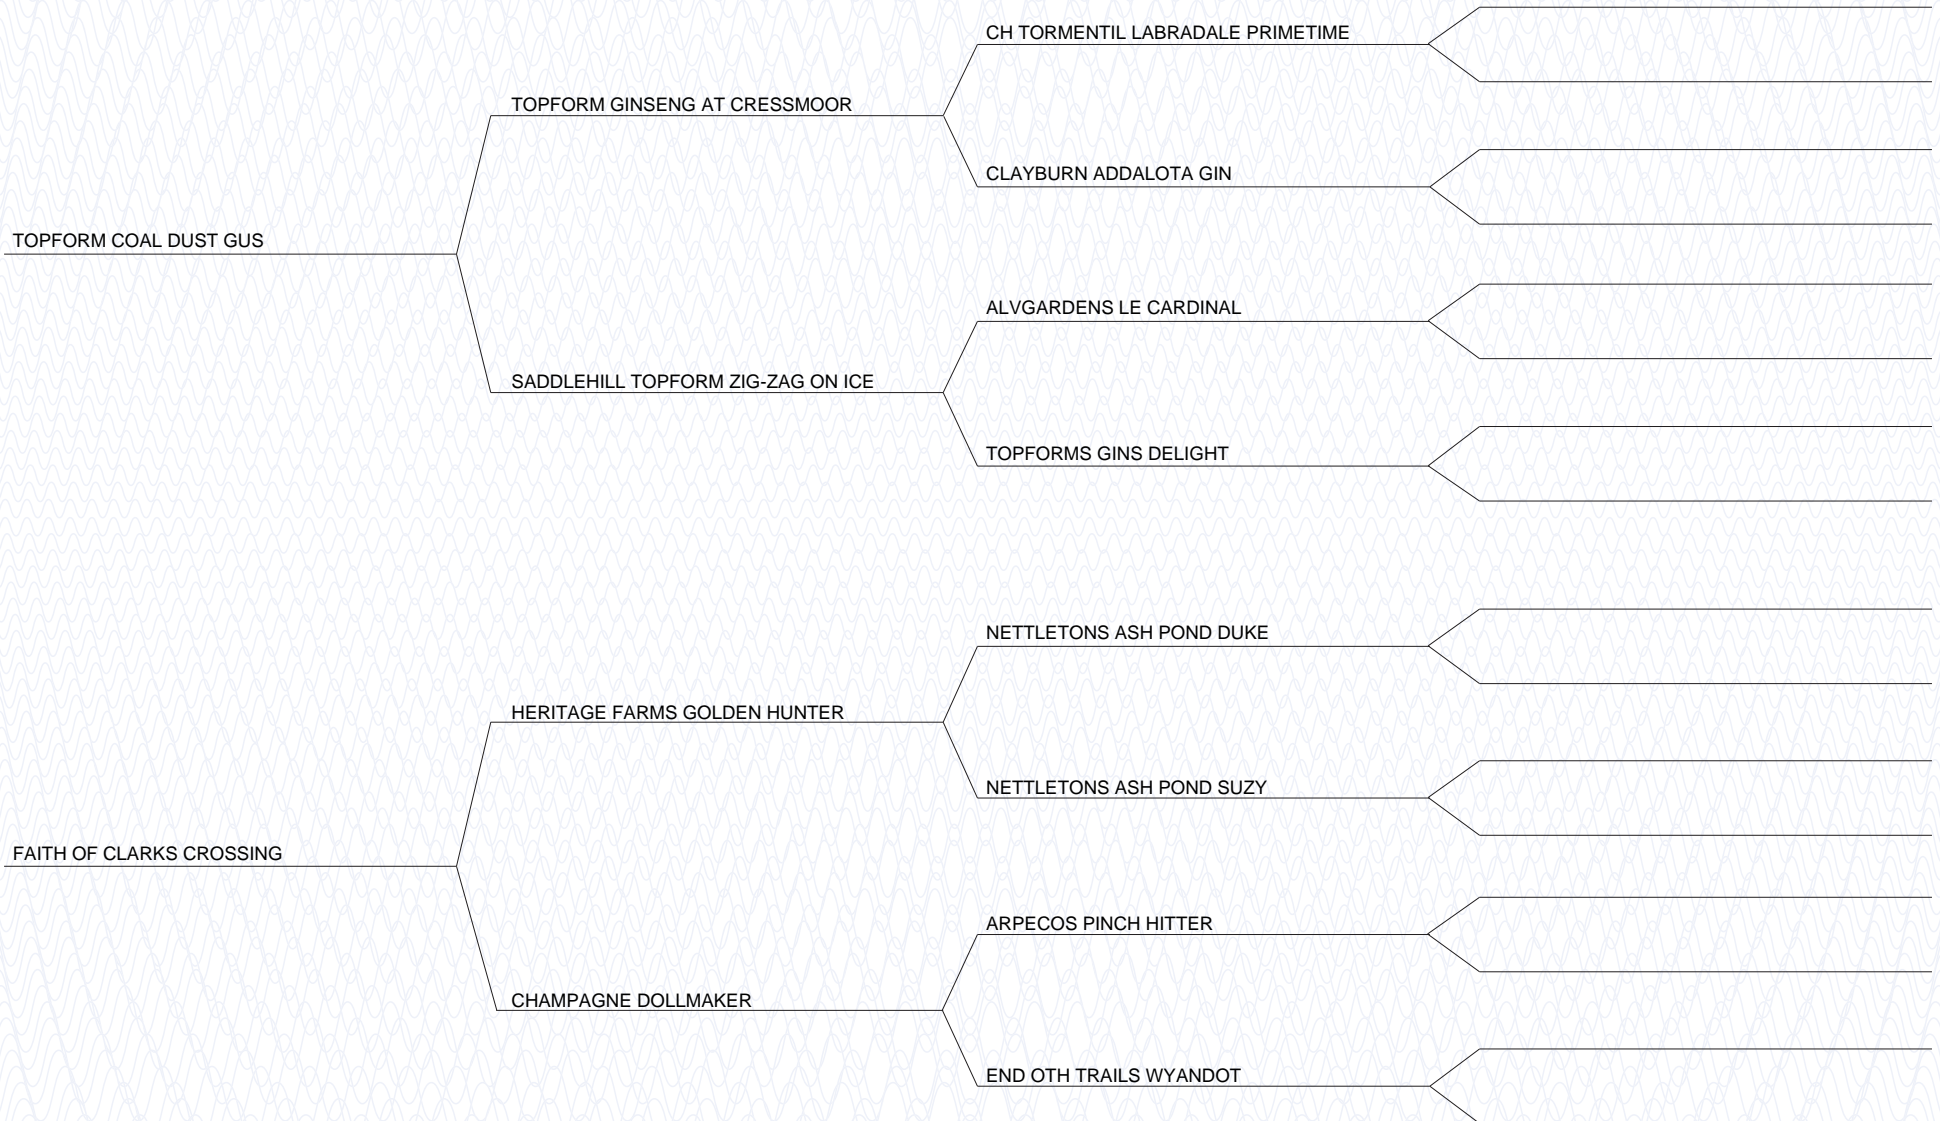 CH TORMENTIL LABRADALE PRIMETIME
TOPFORM GINSENG AT CRESSMOOR
CLAYBURN ADDALOTA GIN
TOPFORM COAL DUST GUS
ALVGARDENS LE CARDINAL
SADDLEHILL TOPFORM ZIG-ZAG ON ICE
TOPFORMS GINS DELIGHT
NETTLETONS ASH POND DUKE
HERITAGE FARMS GOLDEN HUNTER
NETTLETONS ASH POND SUZY
FAITH OF CLARKS CROSSING
ARPECOS PINCH HITTER
CHAMPAGNE DOLLMAKER
END OTH TRAILS WYANDOT